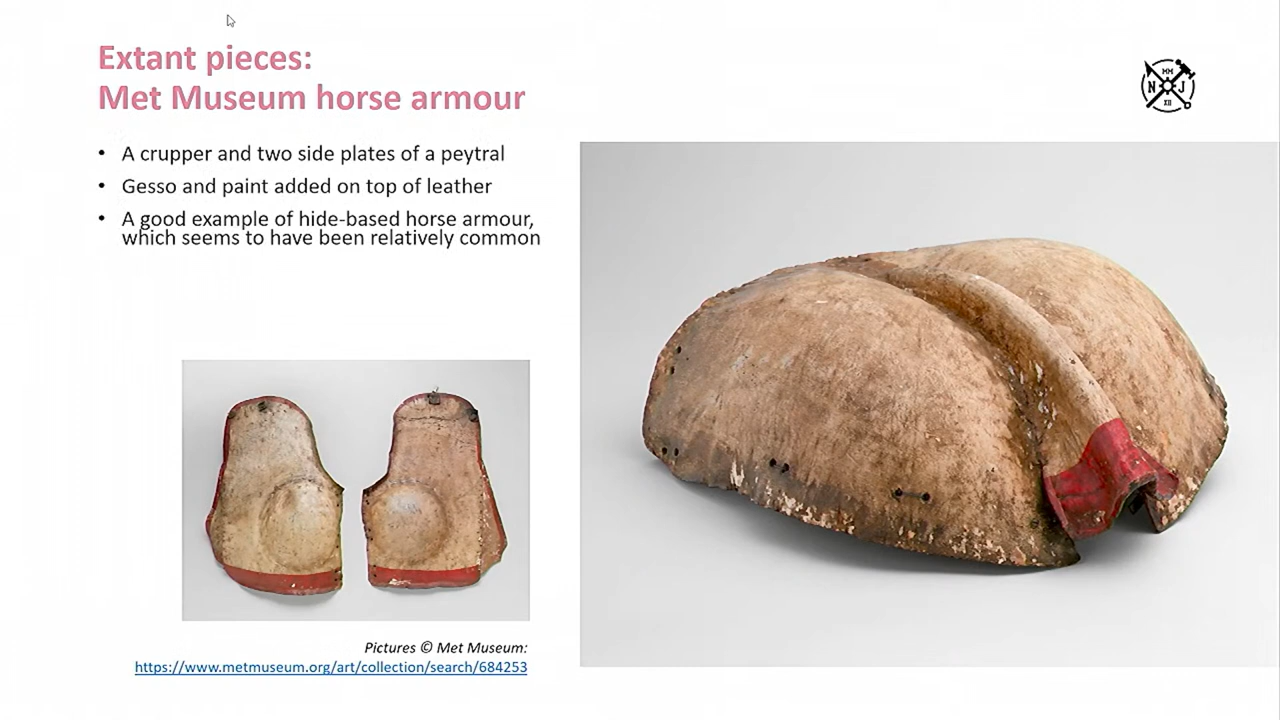 Extant pieces:
Met Museum horse armour
• A crupper and two side plates of a peytral
• Gesso and paint added on top of leather
• A good example of hide-based horse armour,
which seems to have been relatively common
MM
N J
XII
Pictures © Met Museum:
https://www.metmuseum.org/art/collection/search/684253